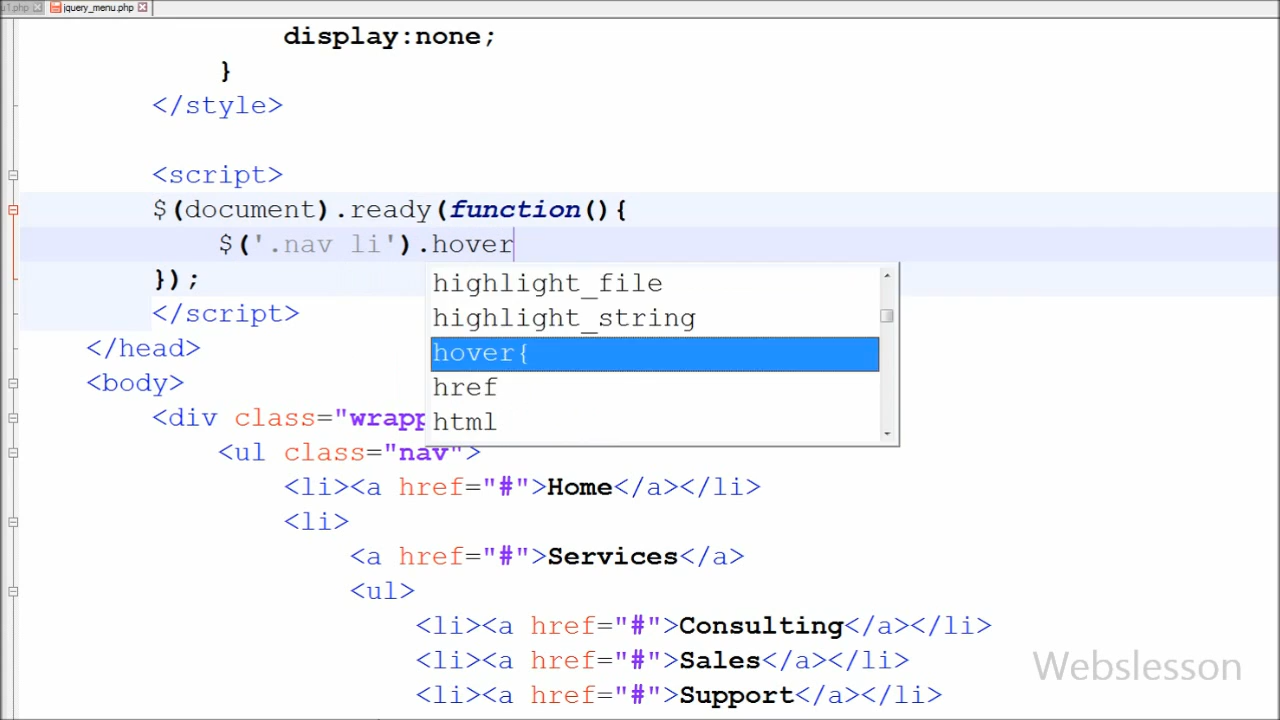 u1.php jquery_menu.php
display:none;
}
</style>
<script>
$(document).ready(function(){
$('.nav li').hover
});
</script>
</head>
<body>
<div class="wrapp
<ul class="nav">
<li><a href="#">Home</a></li>
<li>
<a href="#">Services</a>
<ul>
<li><a href="#">Consulting</a></li>
<li><a href="#">Sales</a></li>
<li><a href="#">Support</a></li>
highlight_file
highlight_string
hover{
href
html
Webslesson